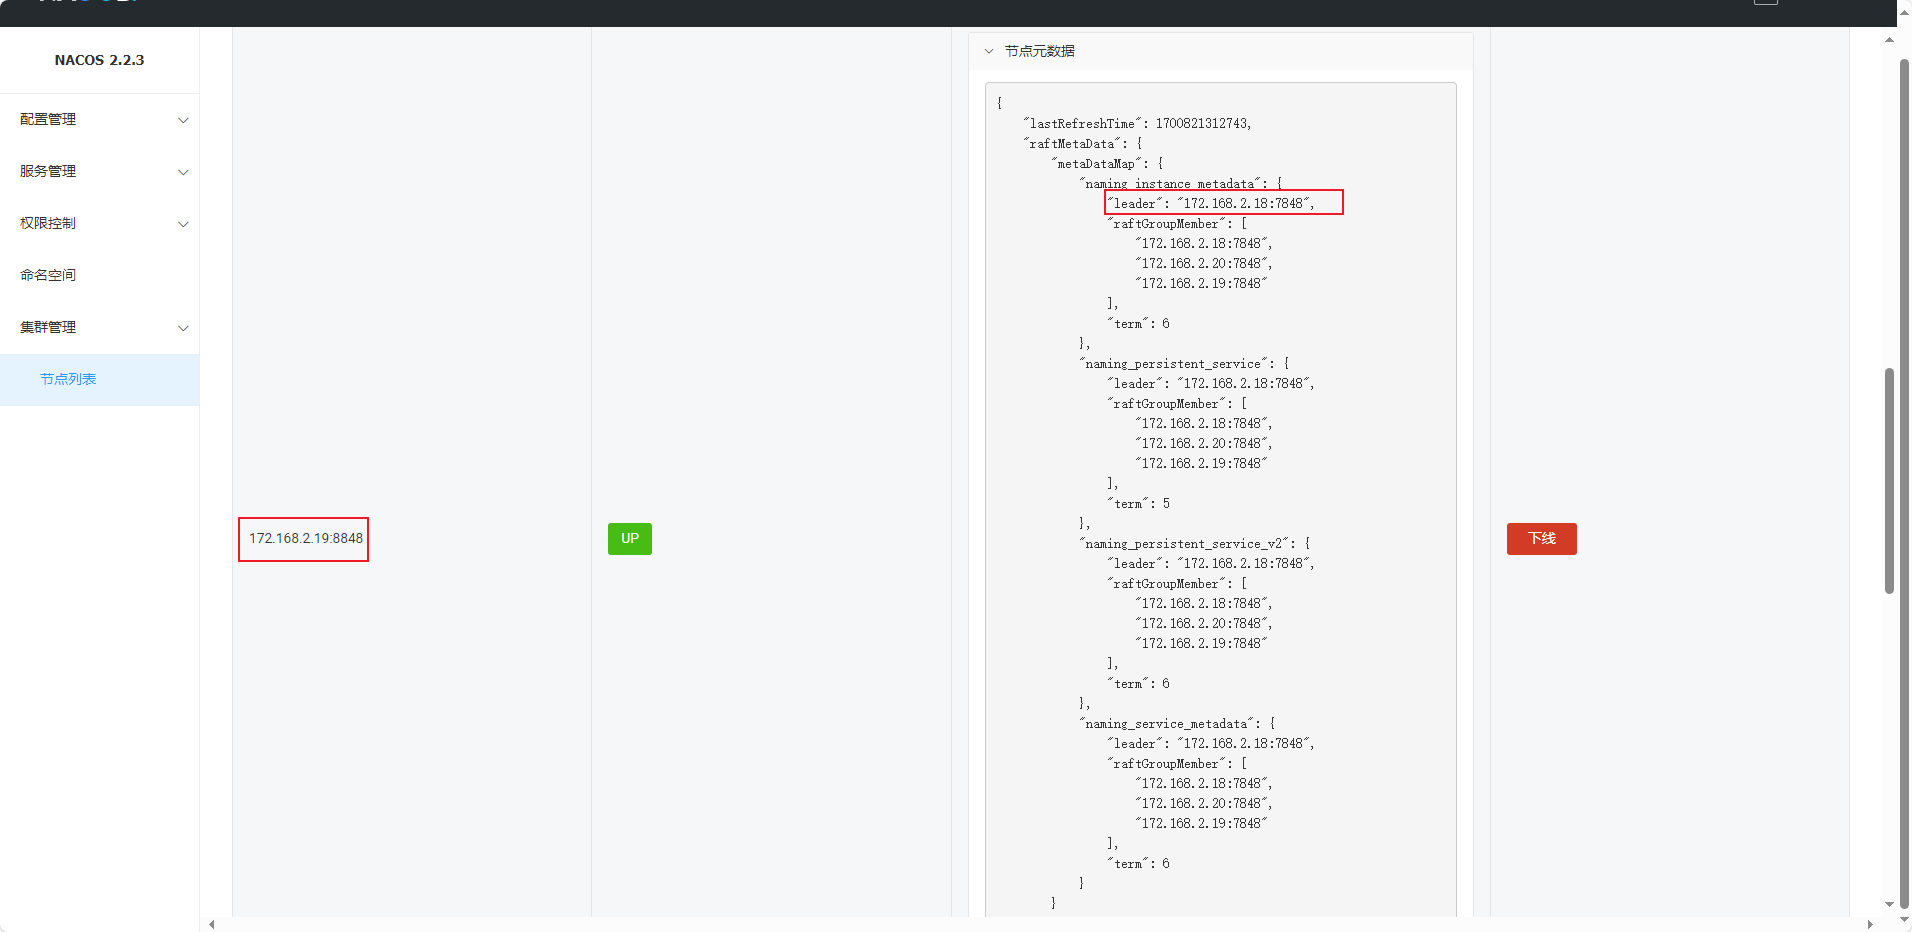 NACOS 2.2.3
配置管理
服务管理
权限控制
命名空间
集群管理
节点列表
172.168.2.19:8848
UP
节点元数据
{
"lastRefreshTime": 1700821312743,
"raftMetaData": {
"metaDataMap": {
"naming_instance_metadata": {
"leader": "172.168.2.18:7848",
"raftGroupMember": [
"172.168.2.18:7848",
"172.168.2.20:7848",
"172.168.2.19:7848"
],
"term": 6
},
"naming_persistent_service": {
"leader": "172.168.2.18:7848",
"raftGroupMember": [
"172.168.2.18:7848",
"172.168.2.20:7848",
"172.168.2.19:7848"
],
"term": 5
},
"naming_persistent_service_v2": {
"leader": "172.168.2.18:7848",
"raftGroupMember": [
"172.168.2.18:7848",
"172.168.2.20:7848",
"172.168.2.19:7848"
],
"term": 6
},
"naming_service_metadata": {
"leader": "172.168.2.18:7848",
"raftGroupMember": [
"172.168.2.18:7848",
"172.168.2.20:7848",
"172.168.2.19:7848"
],
"term": 6
}
}
下线